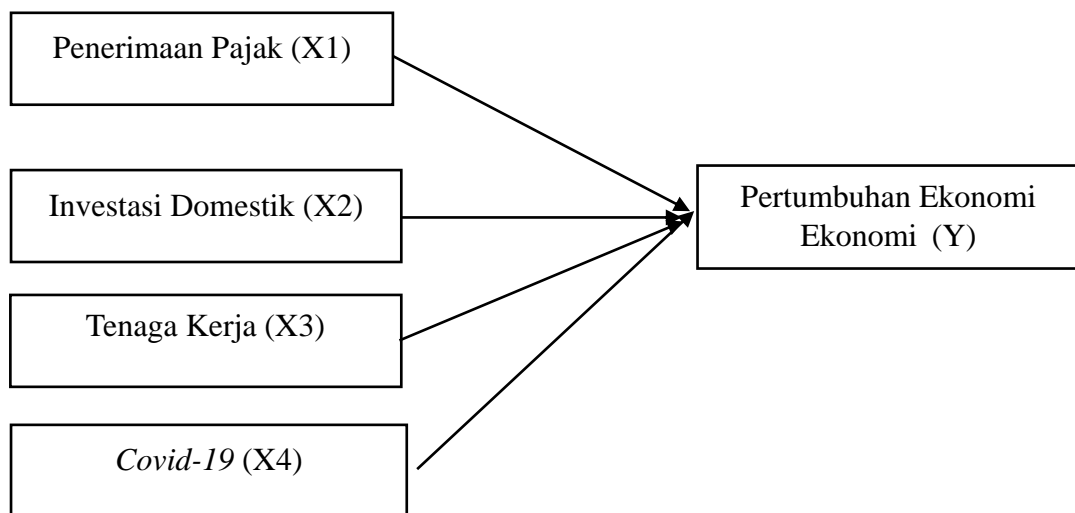 Penerimaan Pajak (X1)
Investasi Domestik (X2)
Pertumbuhan Ekonomi
Ekonomi (Y)
Tenaga Kerja (X3)
Covid-19 (X4)